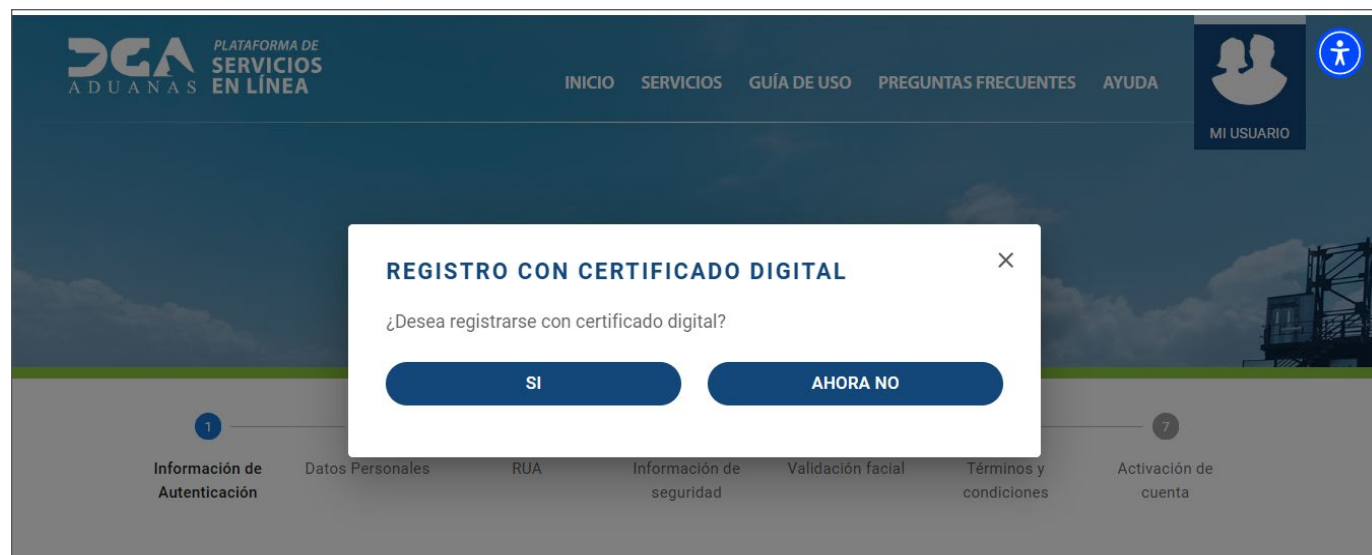 DGA
ADUANAS
PLATAFORMA DE
SERVICIOS
EN LÍNEA
INICIO SERVICIOS GUÍA DE USO PREGUNTAS FRECUENTES AYUDA
MI USUARIO
REGISTRO CON CERTIFICADO DIGITAL
¿Desea registrarse con certificado digital?
SI AHORA NO
1 7
Información de Datos Personales RUA Información de Validación facial Términos y Activación de
Autenticación seguridad condiciones cuenta